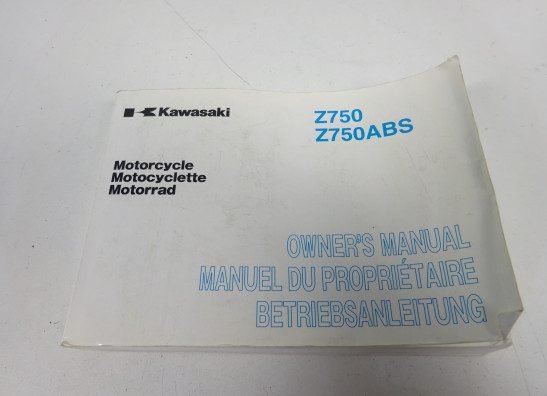 Kawasaki
Z750
Z750ABS
Motorcycle
Motocyclette
Motorrad
OWNER'S MANUAL
MANUEL DU PROPRIÉTAIRE
BETRIEBSANLEITUNG